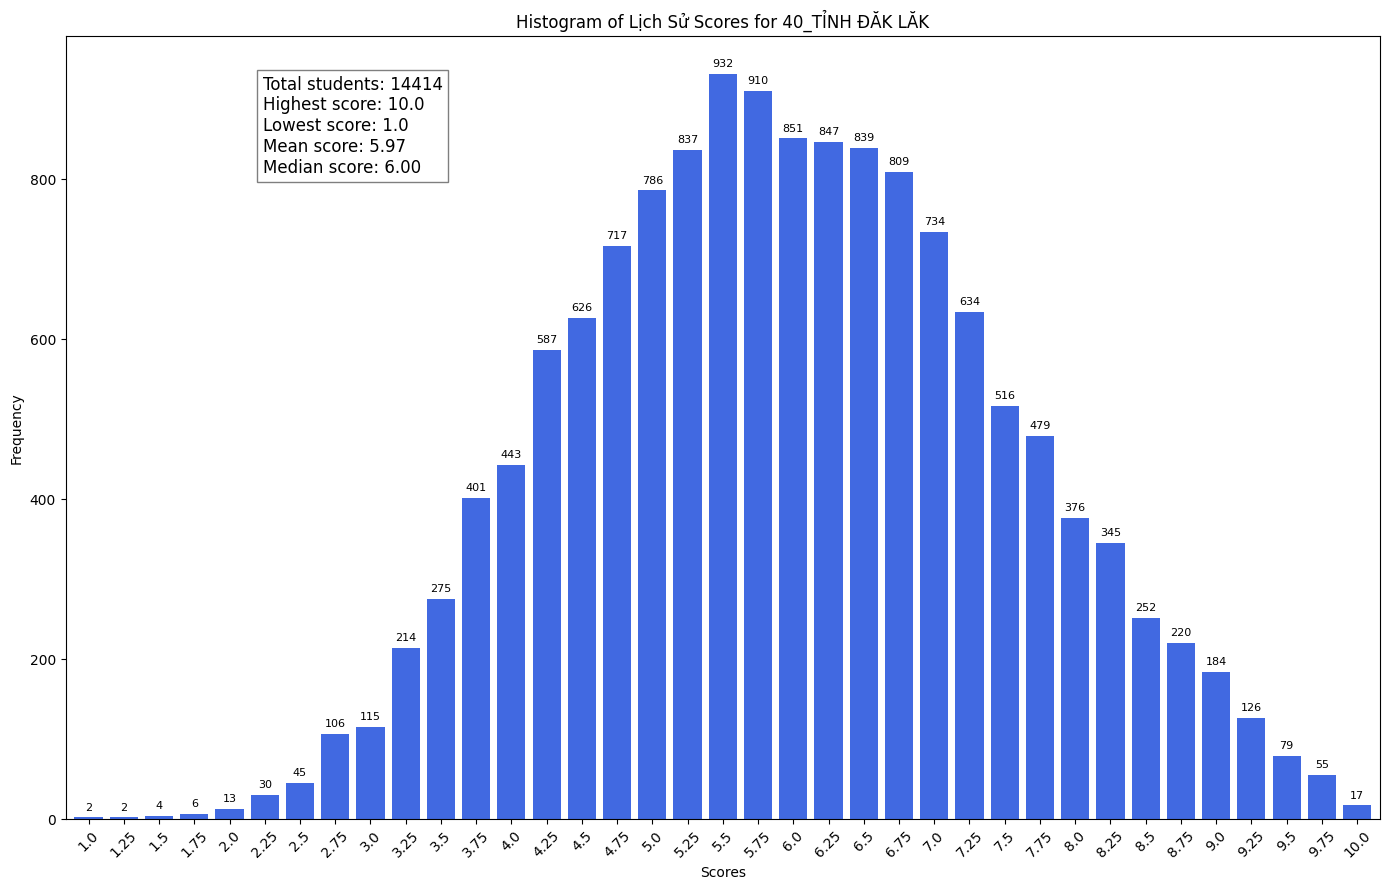 Histogram of Lịch Sử Scores for 40_TỈNH ĐĂK LĂK
Total students: 14414
Highest score: 10.0
Lowest score: 1.0
Mean score: 5.97
Median score: 6.00
Frequency
800
600
400
200
0
2 2 4 6 13 30 45 106 115 214 275 401 443 587 626 717 786 837 932 910 851 847 839 809 734 634 516 479 376 345 252 220 184 126 79 55 17
1.0 1.25 1.5 1.75 2.0 2.25 2.5 2.75 3.0 3.25 3.5 3.75 4.0 4.25 4.5 4.75 5.0 5.25 5.5 5.75 6.0 6.25 6.5 6.75 7.0 7.25 7.5 7.75 8.0 8.25 8.5 8.75 9.0 9.25 9.5 9.75 10.0
Scores